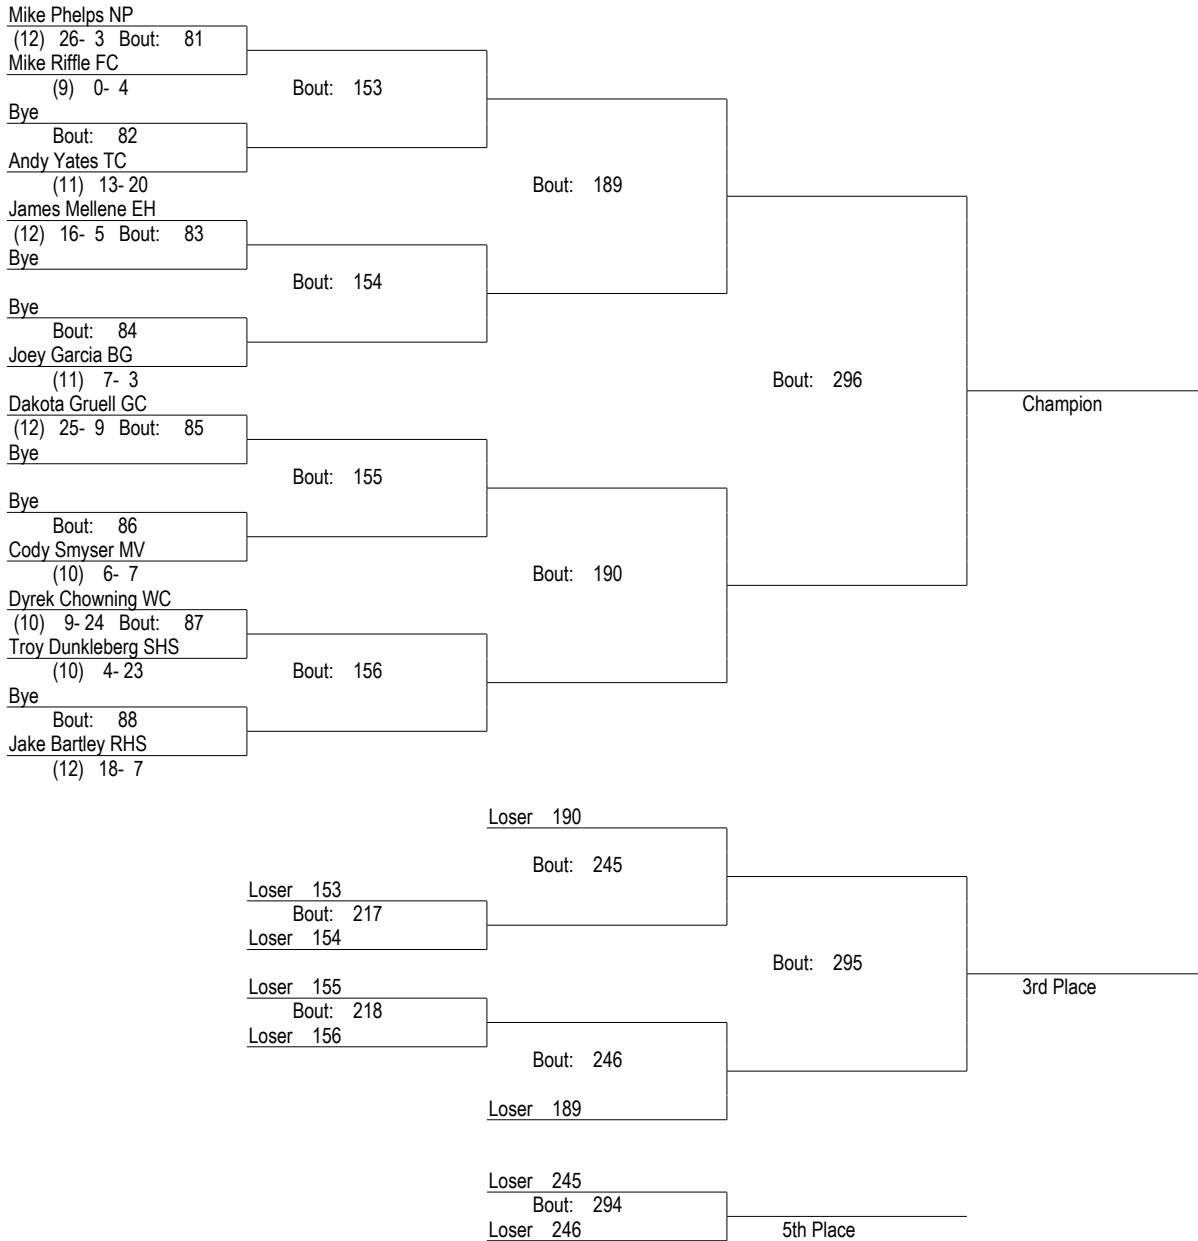 Mike Phelps NP
(12) 26- 3 Bout: 81
Mike Riffle FC
(9) 0- 4
Bout: 153
Bye
Bout: 82
Andy Yates TC
(11) 13- 20
Bout: 189
James Mellene EH
(12) 16- 5 Bout: 83
Bye
Bout: 154
Bye
Bout: 84
Joey Garcia BG
(11) 7- 3
Bout: 296
Dakota Gruell GC
Champion
(12) 25- 9 Bout: 85
Bye
Bout: 155
Bye
Bout: 86
Cody Smyser MV
(10) 6- 7
Bout: 190
Dyrek Chowning WC
(10) 9- 24 Bout: 87
Troy Dunkleberg SHS
(10) 4- 23
Bout: 156
Bye
Bout: 88
Jake Bartley RHS
(12) 18- 7
Loser 190
Bout: 245
Loser 153
Bout: 217
Loser 154
Bout: 295
Loser 155
3rd Place
Bout: 218
Loser 156
Bout: 246
Loser 189
Loser 245
Bout: 294
Loser 246
5th Place